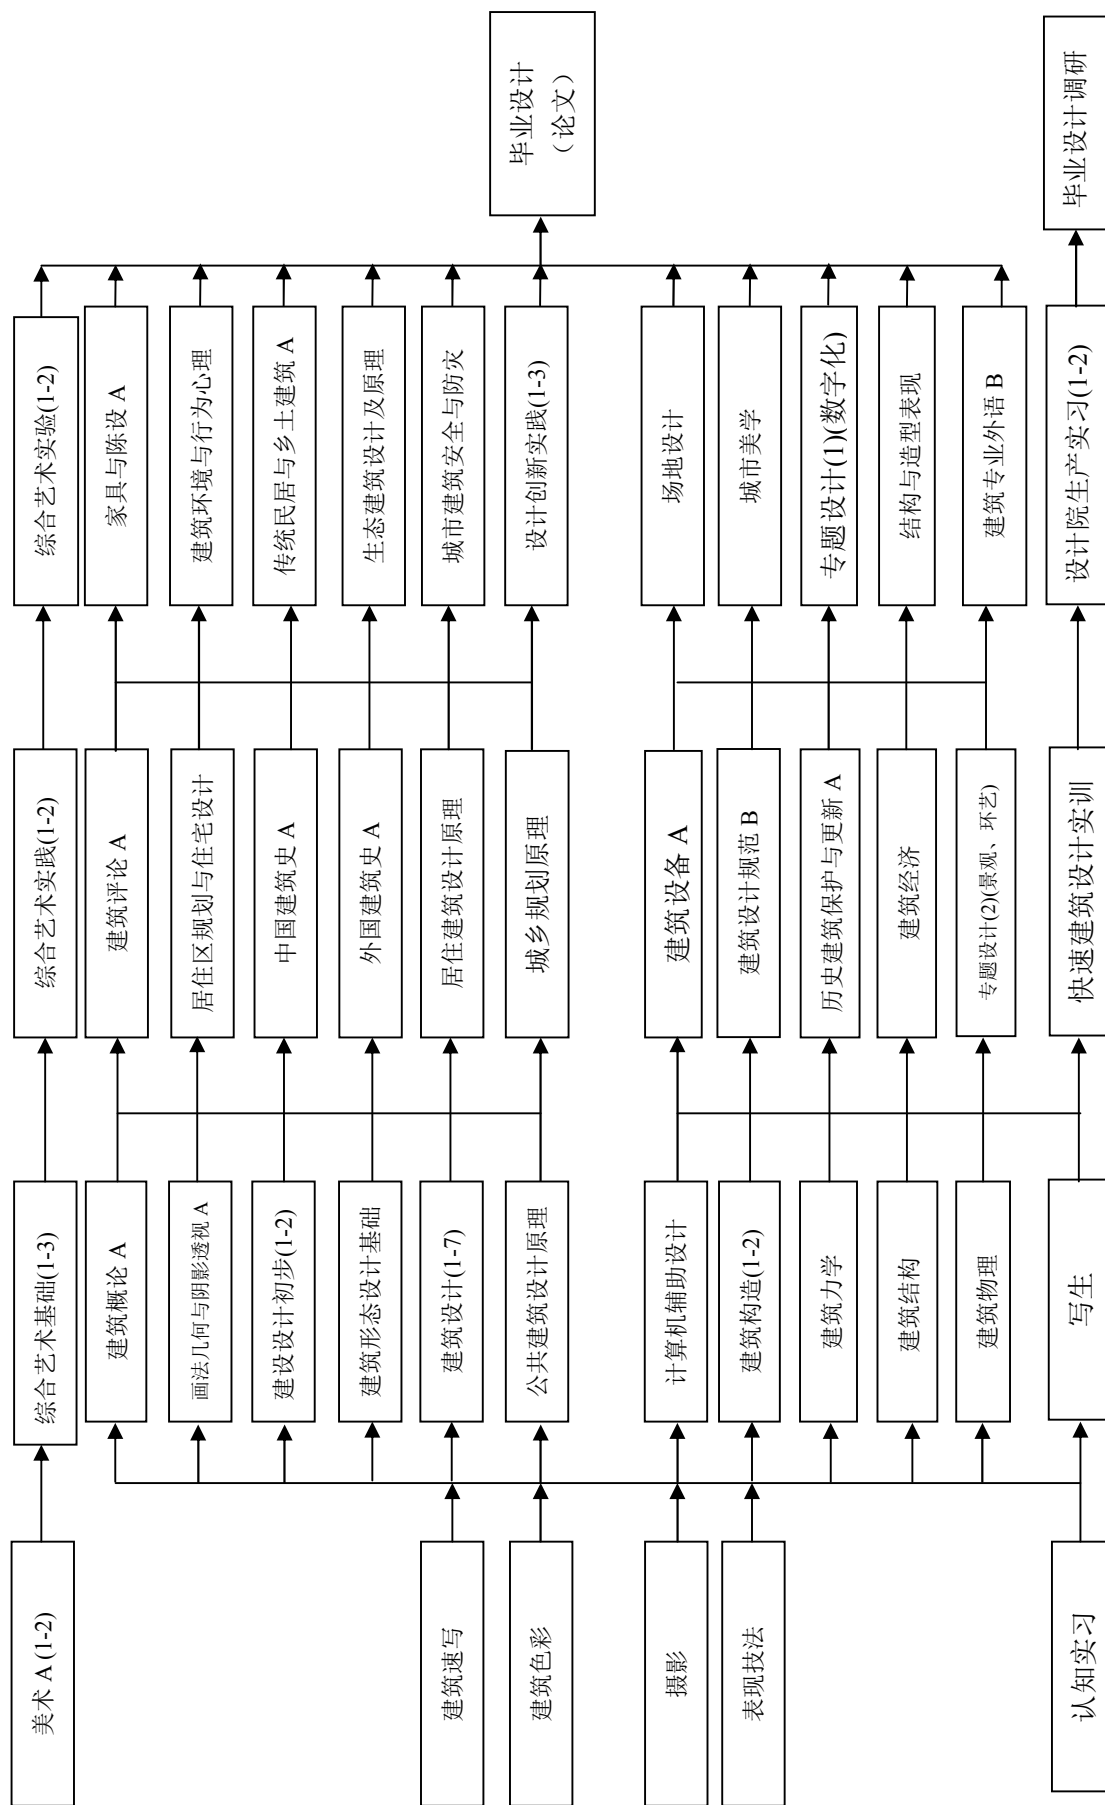 美术 A (1-2)
建筑速写
建筑色彩
摄影
表现技法
认知实习
综合艺术基础(1-3)
建筑概论 A
画法几何与阴影透视 A
建设设计初步(1-2)
建筑形态设计基础
建筑设计(1-7)
公共建筑设计原理
计算机辅助设计
建筑构造(1-2)
建筑力学
建筑结构
建筑物理
写生
综合艺术实践(1-2)
建筑评论 A
居住区规划与住宅设计
中国建筑史 A
外国建筑史 A
居住建筑设计原理
城乡规划原理
建筑设备 A
建筑设计规范 B
历史建筑保护与更新 A
建筑经济
专题设计(2)(景观、环艺)
快速建筑设计实训
综合艺术实验(1-2)
家具与陈设 A
建筑环境与行为心理
传统民居与乡土建筑 A
生态建筑设计及原理
城市建筑安全与防灾
设计创新实践(1-3)
场地设计
城市美学
专题设计(1)(数字化)
结构与造型表现
建筑专业外语 B
设计院生产实习(1-2)
毕业设计
（论文）
毕业设计调研